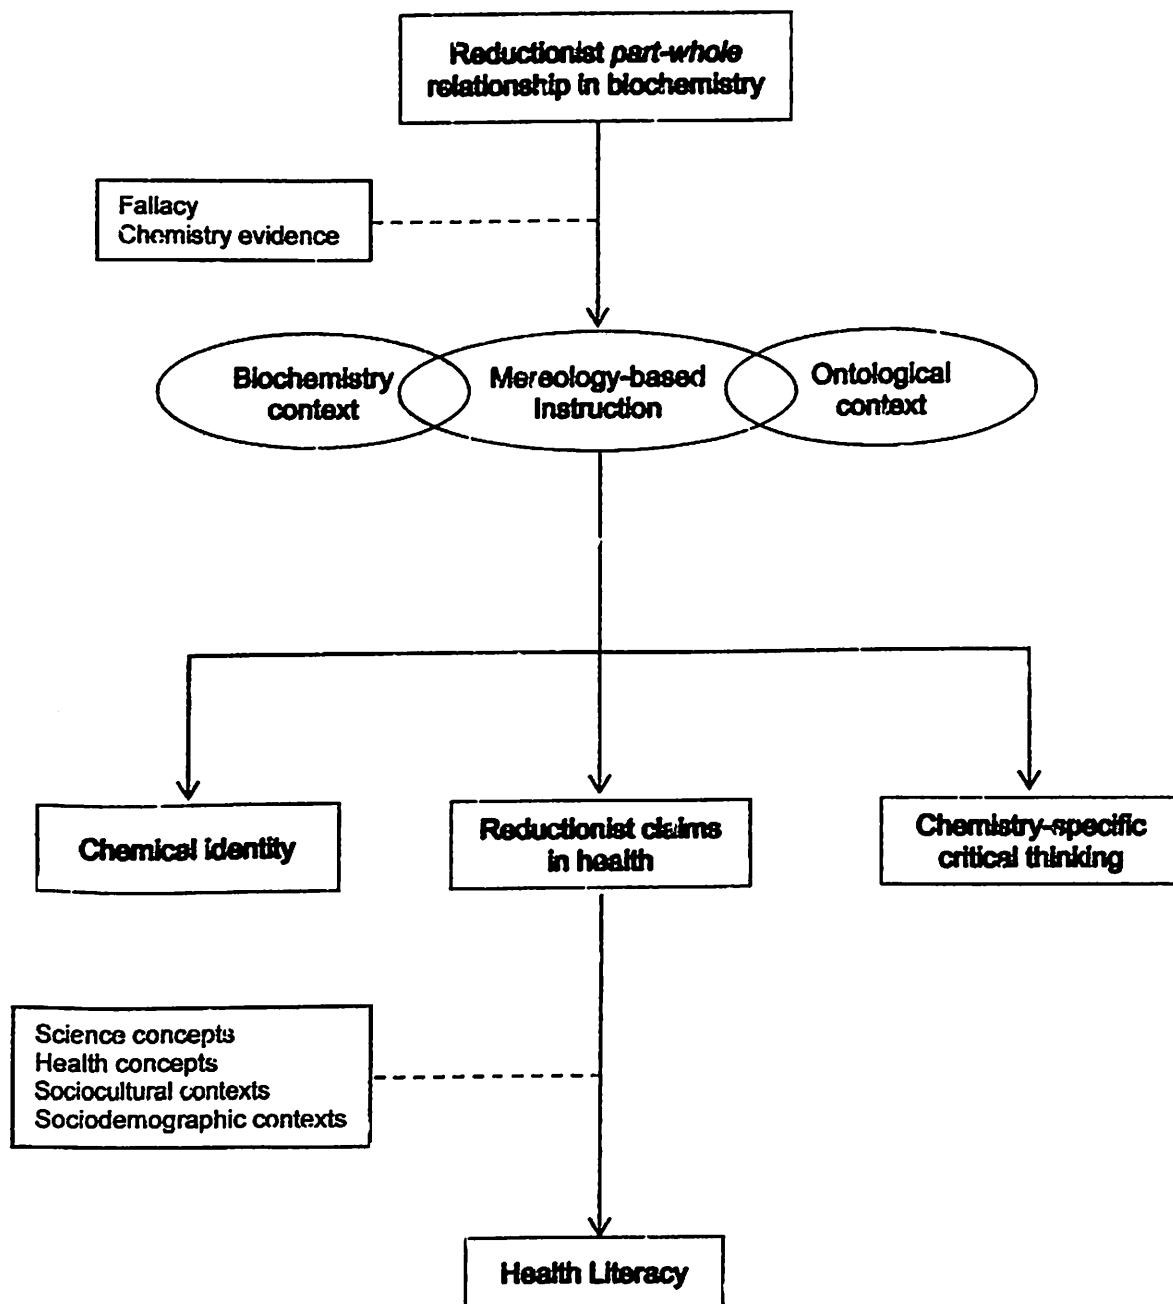 Reductionist part-whole
relationship in biochemistry
Fallacy
Chemistry evidence
Biochemistry
context
Mereology-based
Instruction
Ontological
context
Chemical identity
Reductionist claims
in health
Chemistry-specific
critical thinking
Science concepts
Health concepts
Sociocultural contexts
Sociodemographic contexts
Health Literacy